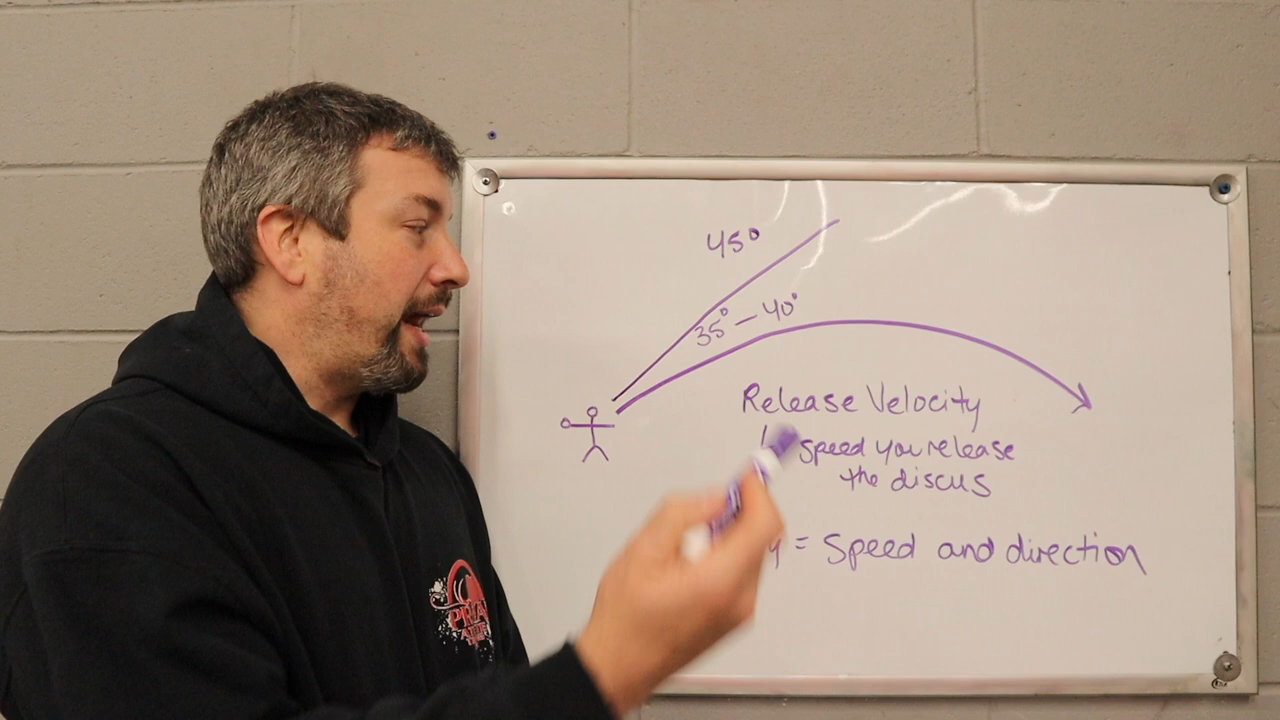 45°
35° – 40°
Release Velocity
speed you release
the discus
y = Speed and direction